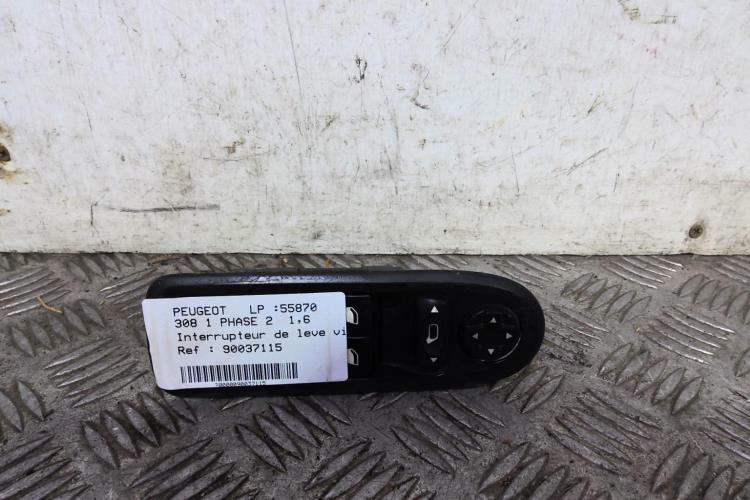 PEUGEOT LP :55870
308 1 PHASE 2 1.6
Interrupteur de leve vi
Ref : 90037115